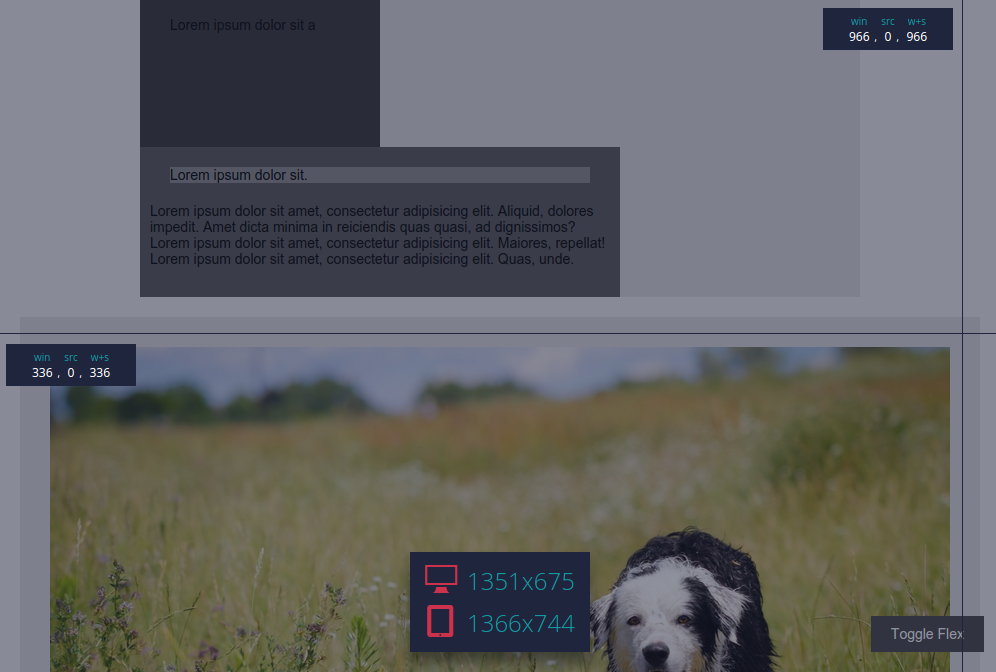 Lorem ipsum dolor sit a
win src w+s
966 , 0 , 966
Lorem ipsum dolor sit.
Lorem ipsum dolor sit amet, consectetur adipisicing elit. Aliquid, dolores
impedit. Amet dicta minima in reiciendis quas quasi, ad dignissimos?
Lorem ipsum dolor sit amet, consectetur adipisicing elit. Maiores, repellat!
Lorem ipsum dolor sit amet, consectetur adipisicing elit. Quas, unde.
win src w+s
336 , 0 , 336
1351x675
1366x744
Toggle Flex